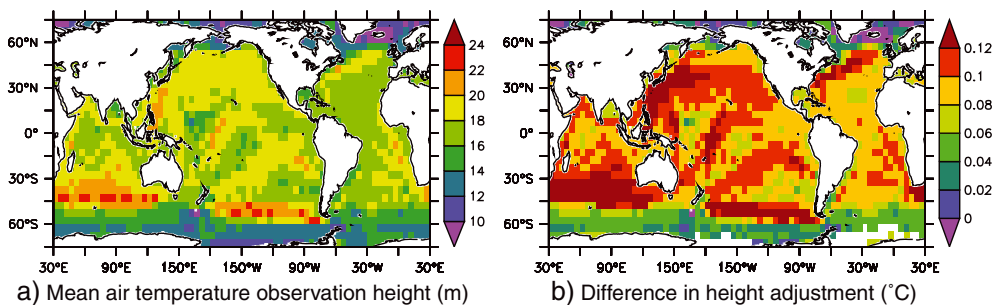 60°N
30°N
0°
30°S
60°S
30°E 90°E 150°E 150°W 90°W 30°W 30°E
24
22
20
18
16
14
12
10
a) Mean air temperature observation height (m)
60°N
30°N
0°
30°S
60°S
30°E 90°E 150°E 150°W 90°W 30°W 30°E
0.12
0.1
0.08
0.06
0.04
0.02
0
b) Difference in height adjustment (˚C)